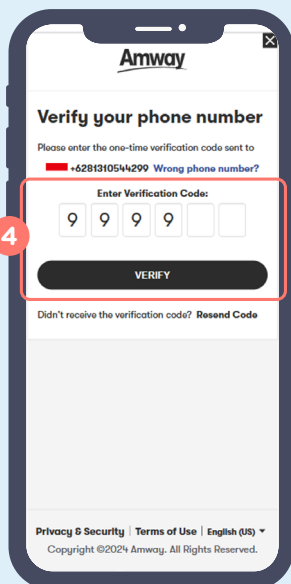 Amway
Verify your phone number
Please enter the one-time verification code sent to
+6281310544299 Wrong phone number?
Enter Verification Code:
9 9 9 9
4
VERIFY
Didn't receive the verification code? Resend Code
Privacy & Security | Terms of Use | English (US)
Copyright ©2024 Amway. All Rights Reserved.